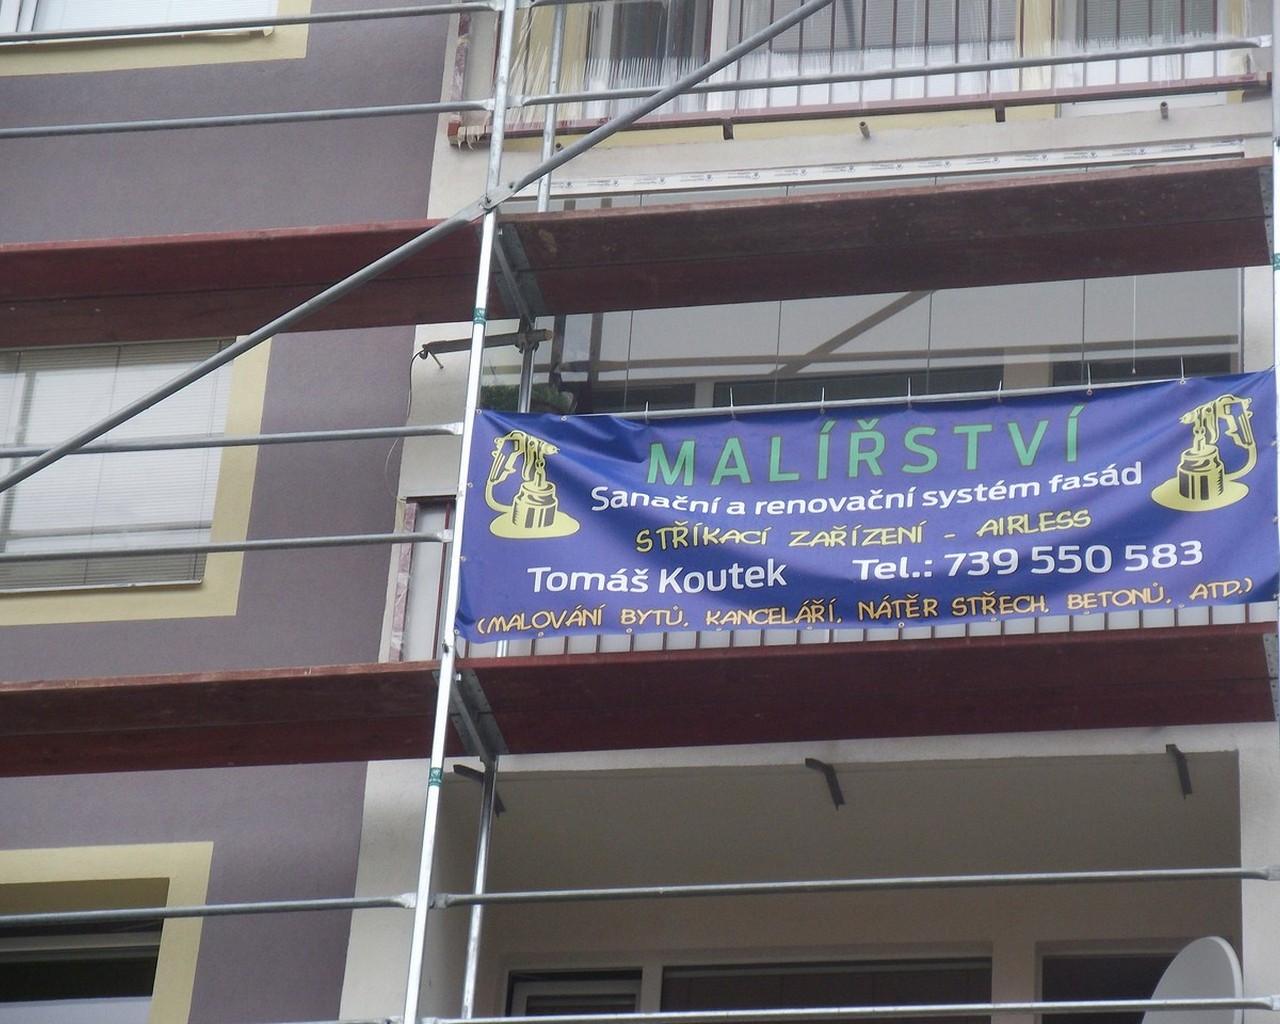 MALÍŘSTVÍ
Sanační a renovační systém fasád
STŘÍKACÍ ZAŘÍZENÍ - AIRLESS
Tomáš Koutek Tel.: 739 550 583
(MALOVÁNÍ BYTŮ, KANCELÁŘÍ, NÁTĚR STŘECH, BETONŮ, ATD.)